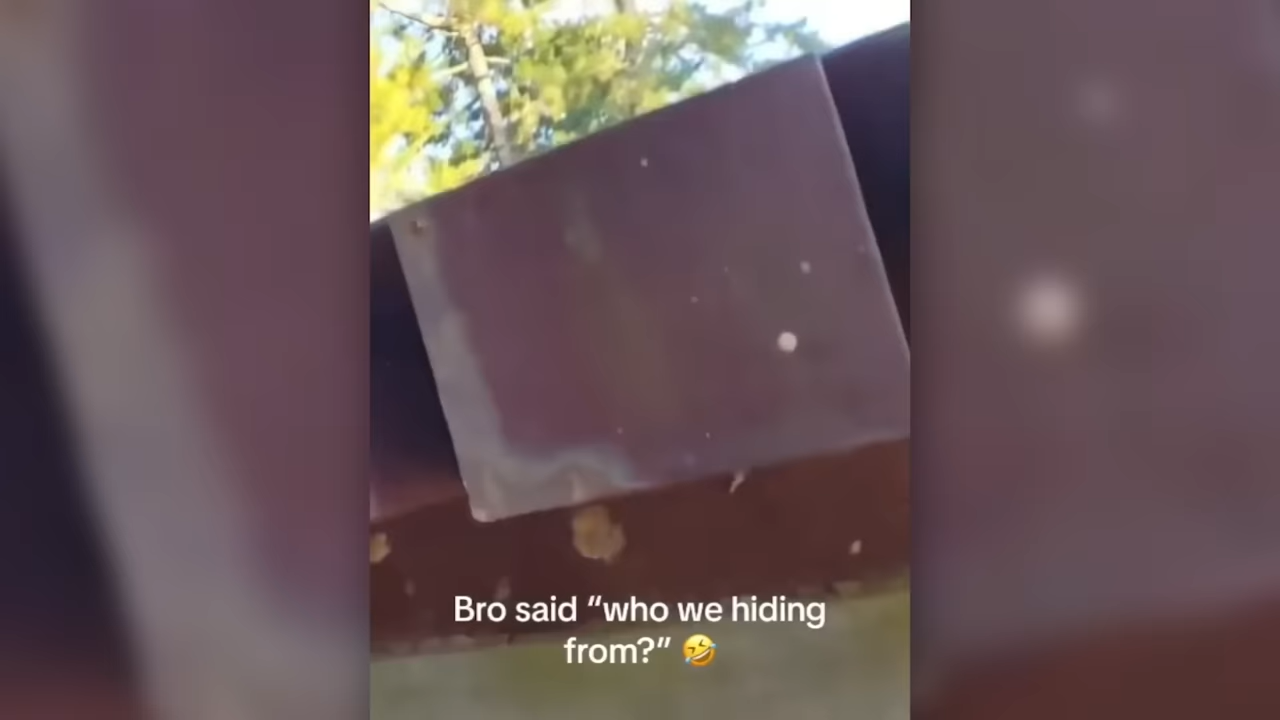 Bro said “who we hiding
from?” 🤣